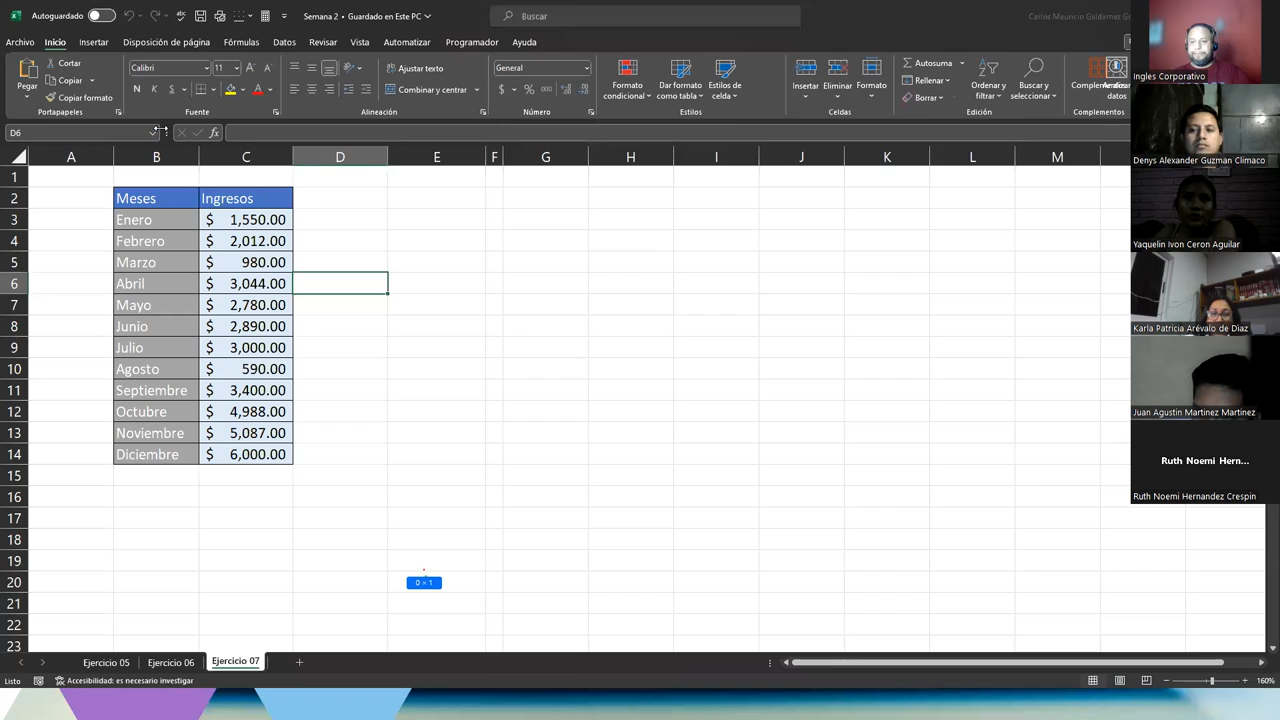 Autoguardado
Semana 2 • Guardado en Este PC
Buscar
Archivo Inicio Insertar Disposición de página Fórmulas Datos Revisar Vista Automatizar Programador Ayuda
Pegar
Cortar
Copiar
Copiar formato
Portapapeles
Calibri 11
N K S
Fuente
Ajustar texto
Combinar y centrar
Alineación
General
$ % 000
Número
Formato condicional
Dar formato como tabla
Estilos de celda
Insertar Eliminar Formato
Celdas
Autosuma
Rellenar
Borrar
Ordenar y filtrar
Buscar y seleccionar
Edición
Complementos
D6
fx
A B C D E F G H I J K L M
1
2 Meses Ingresos
3 Enero $ 1,550.00
4 Febrero $ 2,012.00
5 Marzo $ 980.00
6 Abril $ 3,044.00
7 Mayo $ 2,780.00
8 Junio $ 2,890.00
9 Julio $ 3,000.00
10 Agosto $ 590.00
11 Septiembre $ 3,400.00
12 Octubre $ 4,988.00
13 Noviembre $ 5,087.00
14 Diciembre $ 6,000.00
15
16
17
18
19
20
21
22
23
0 × 1
Ejercicio 05 Ejercicio 06 Ejercicio 07
Listo
Accesibilidad: es necesario investigar
160%
Ingles Corporativo
Denys Alexander Guzman Climaco
Yaquelin Ivon Ceron Aguilar
Karla Patricia Arévalo de Diaz
Juan Agustin Martinez Martinez
Ruth Noemi Hern...
Ruth Noemi Hernandez Crespin